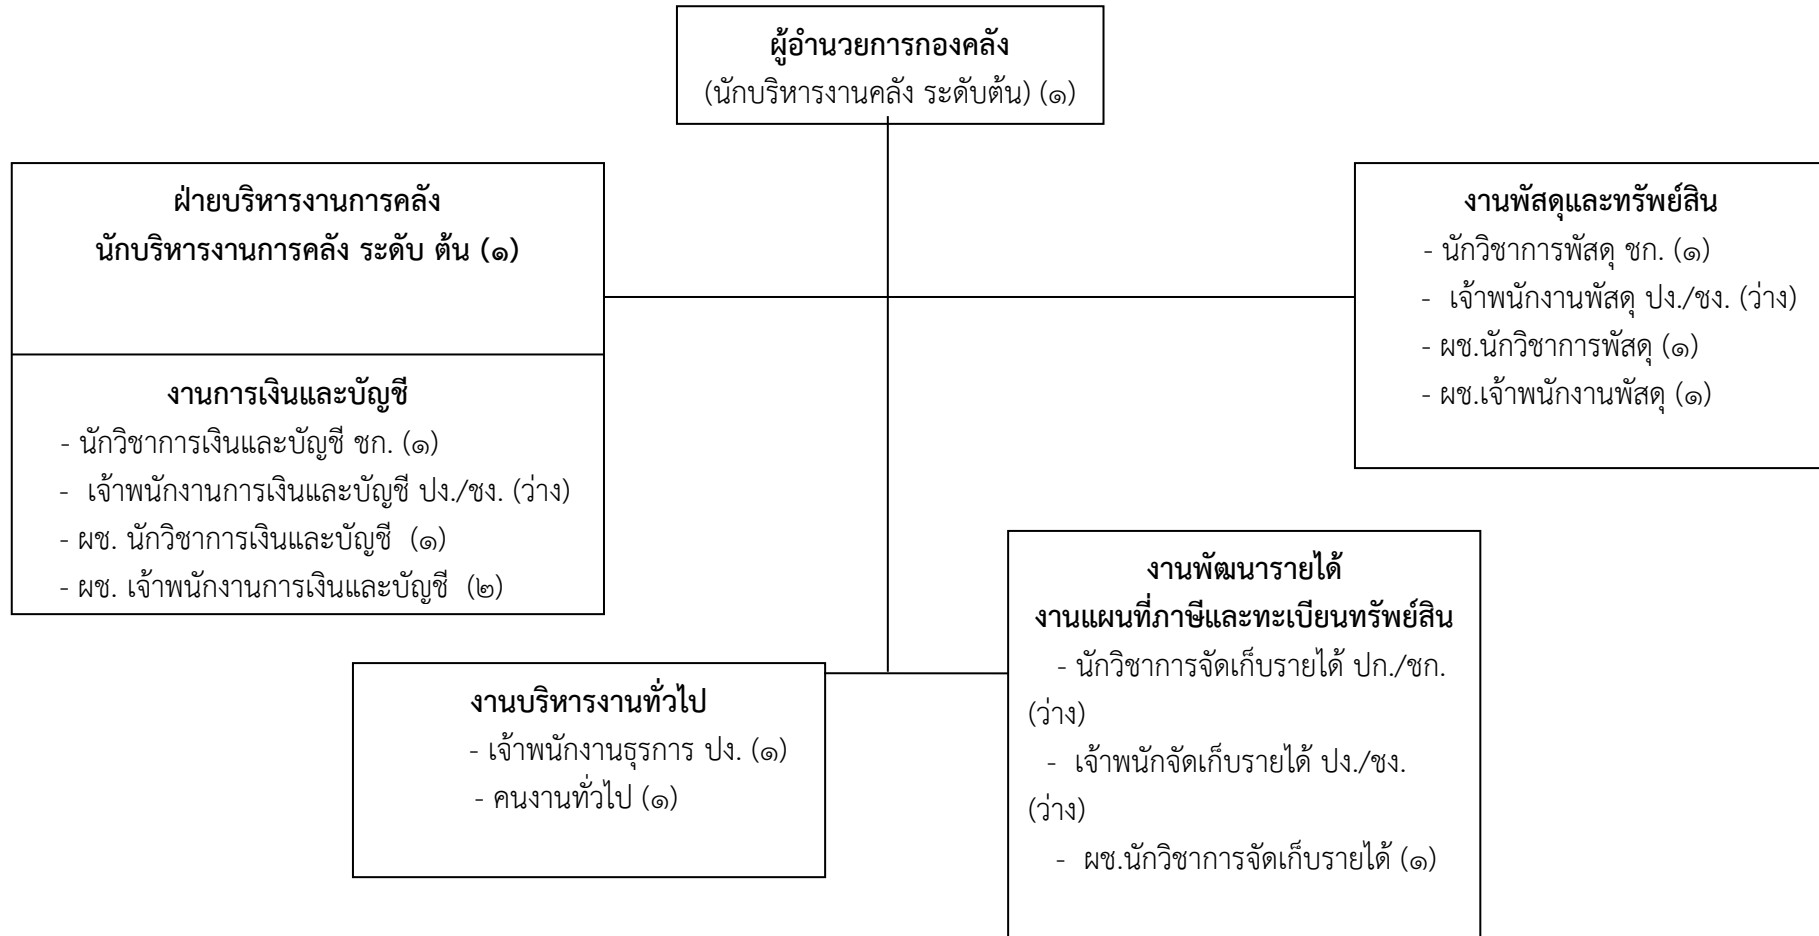 ผู้อำนวยการกองคลัง
(นักบริหารงานคลัง ระดับต้น) (๑)
ฝ่ายบริหารงานการคลัง
นักบริหารงานการคลัง ระดับ ต้น (๑)
งานการเงินและบัญชี
- นักวิชาการเงินและบัญชี ชก. (๑)
- เจ้าพนักงานการเงินและบัญชี ปง./ชง. (ว่าง)
- ผช. นักวิชาการเงินและบัญชี (๑)
- ผช. เจ้าพนักงานการเงินและบัญชี (๒)
งานพัสดุและทรัพย์สิน
- นักวิชาการพัสดุ ชก. (๑)
- เจ้าพนักงานพัสดุ ปง./ชง. (ว่าง)
- ผช.นักวิชาการพัสดุ (๑)
- ผช.เจ้าพนักงานพัสดุ (๑)
งานบริหารงานทั่วไป
- เจ้าพนักงานธุรการ ปง. (๑)
- คนงานทั่วไป (๑)
งานพัฒนารายได้
งานแผนที่ภาษีและทะเบียนทรัพย์สิน
- นักวิชาการจัดเก็บรายได้ ปก./ชก.
(ว่าง)
- เจ้าพนักจัดเก็บรายได้ ปง./ชง.
(ว่าง)
- ผช.นักวิชาการจัดเก็บรายได้ (๑)